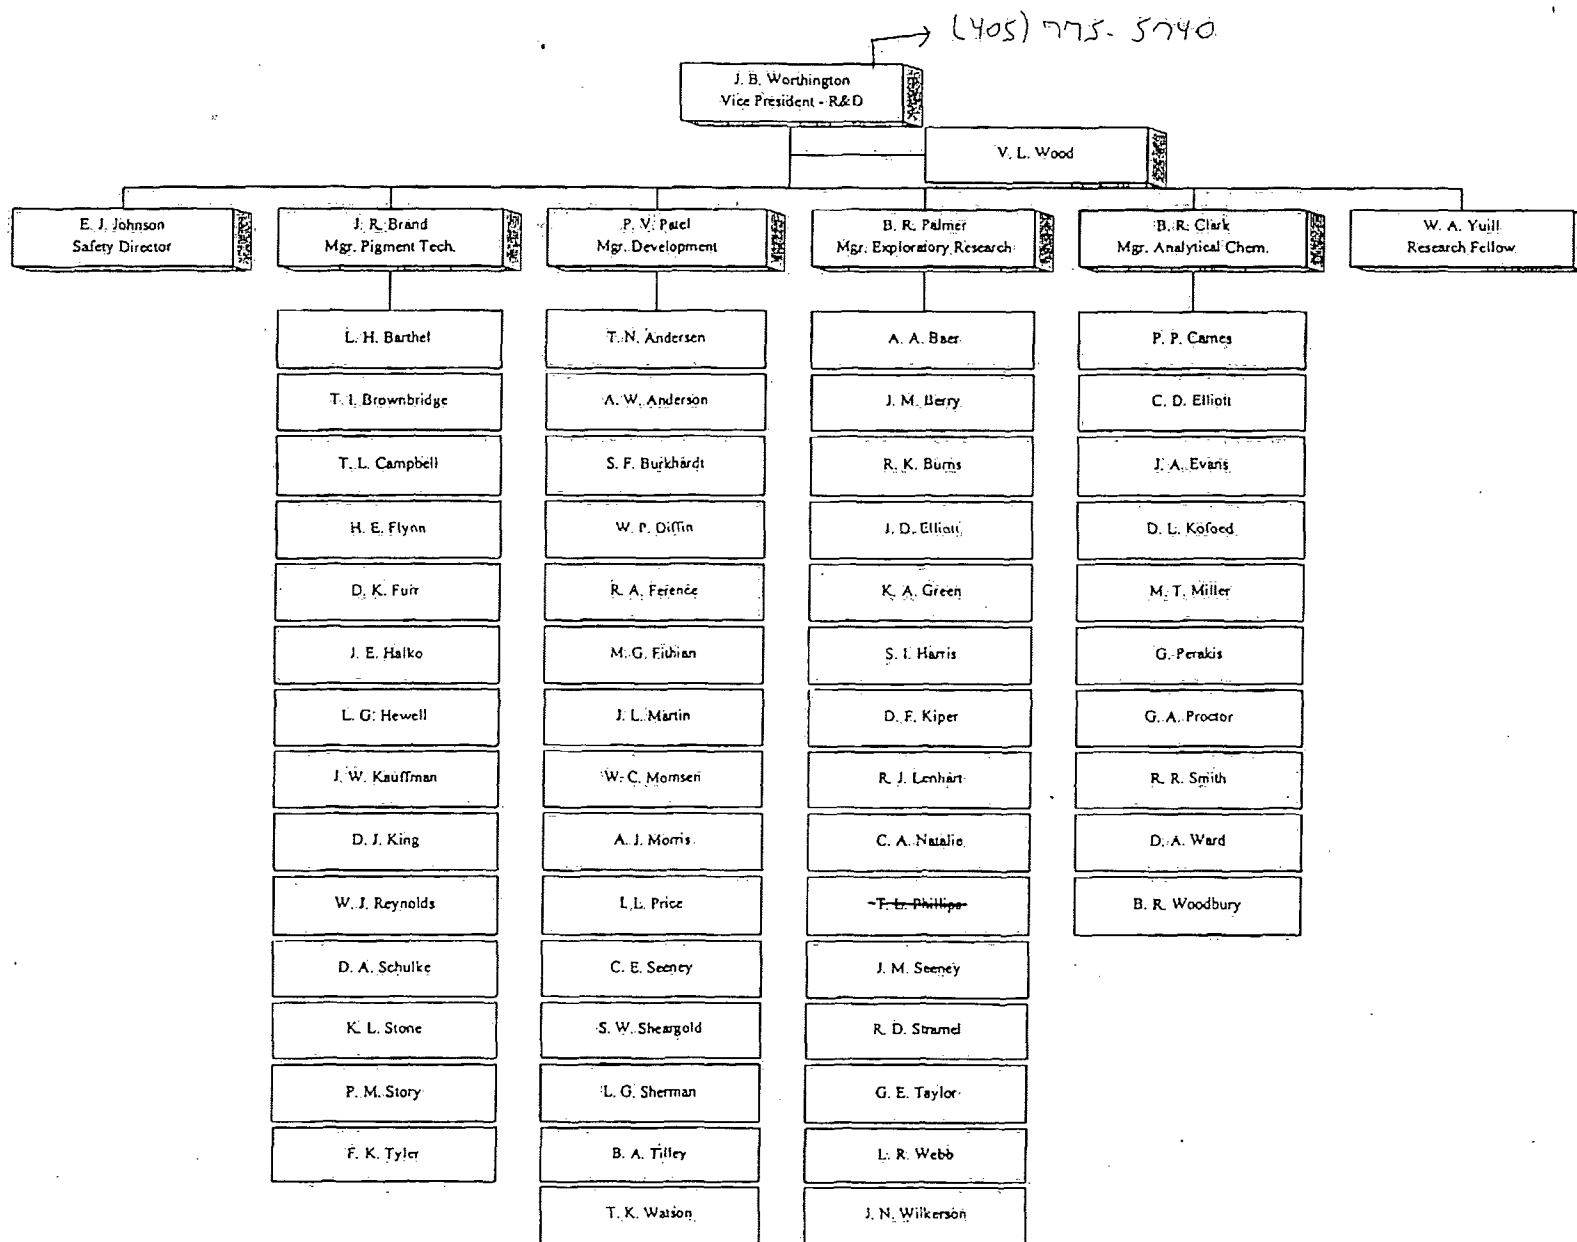 (405) 775-5740
J. B. Worthington
Vice President - R&D
V. L. Wood
E. J. Johnson
Safety Director
J. R. Brand
Mgr. Pigment Tech.
P. V. Patel
Mgr. Development
B. R. Palmer
Mgr. Exploratory Research
B. R. Clark
Mgr. Analytical Chem.
W. A. Yuill
Research Fellow
L. H. Barthel
T. I. Brownbridge
T. L. Campbell
H. E. Flynn
D. K. Furr
J. E. Halko
L. G. Hewell
J. W. Kauffman
D. J. King
W. J. Reynolds
D. A. Schulke
K. L. Stone
P. M. Story
F. K. Tyler
T. N. Andersen
A. W. Anderson
S. F. Burkhardt
W. P. Diffin
R. A. Ference
M. G. Fithian
J. L. Martin
W. C. Momsen
A. J. Morris
I. L. Price
C. E. Seeney
S. W. Sheargold
L. G. Sherman
B. A. Tilley
T. K. Watson
A. A. Baer
J. M. Berry
R. K. Burns
J. D. Elliott
K. A. Green
S. I. Harris
D. F. Kiper
R. J. Lenhart
C. A. Natalie
T. L. Phillips
J. M. Seeney
R. D. Stramel
G. E. Taylor
L. R. Webb
J. N. Wilkerson
P. P. Carnes
C. D. Elliott
J. A. Evans
D. L. Kofoed
M. T. Miller
G. Perakis
G. A. Proctor
R. R. Smith
D. A. Ward
B. R. Woodbury